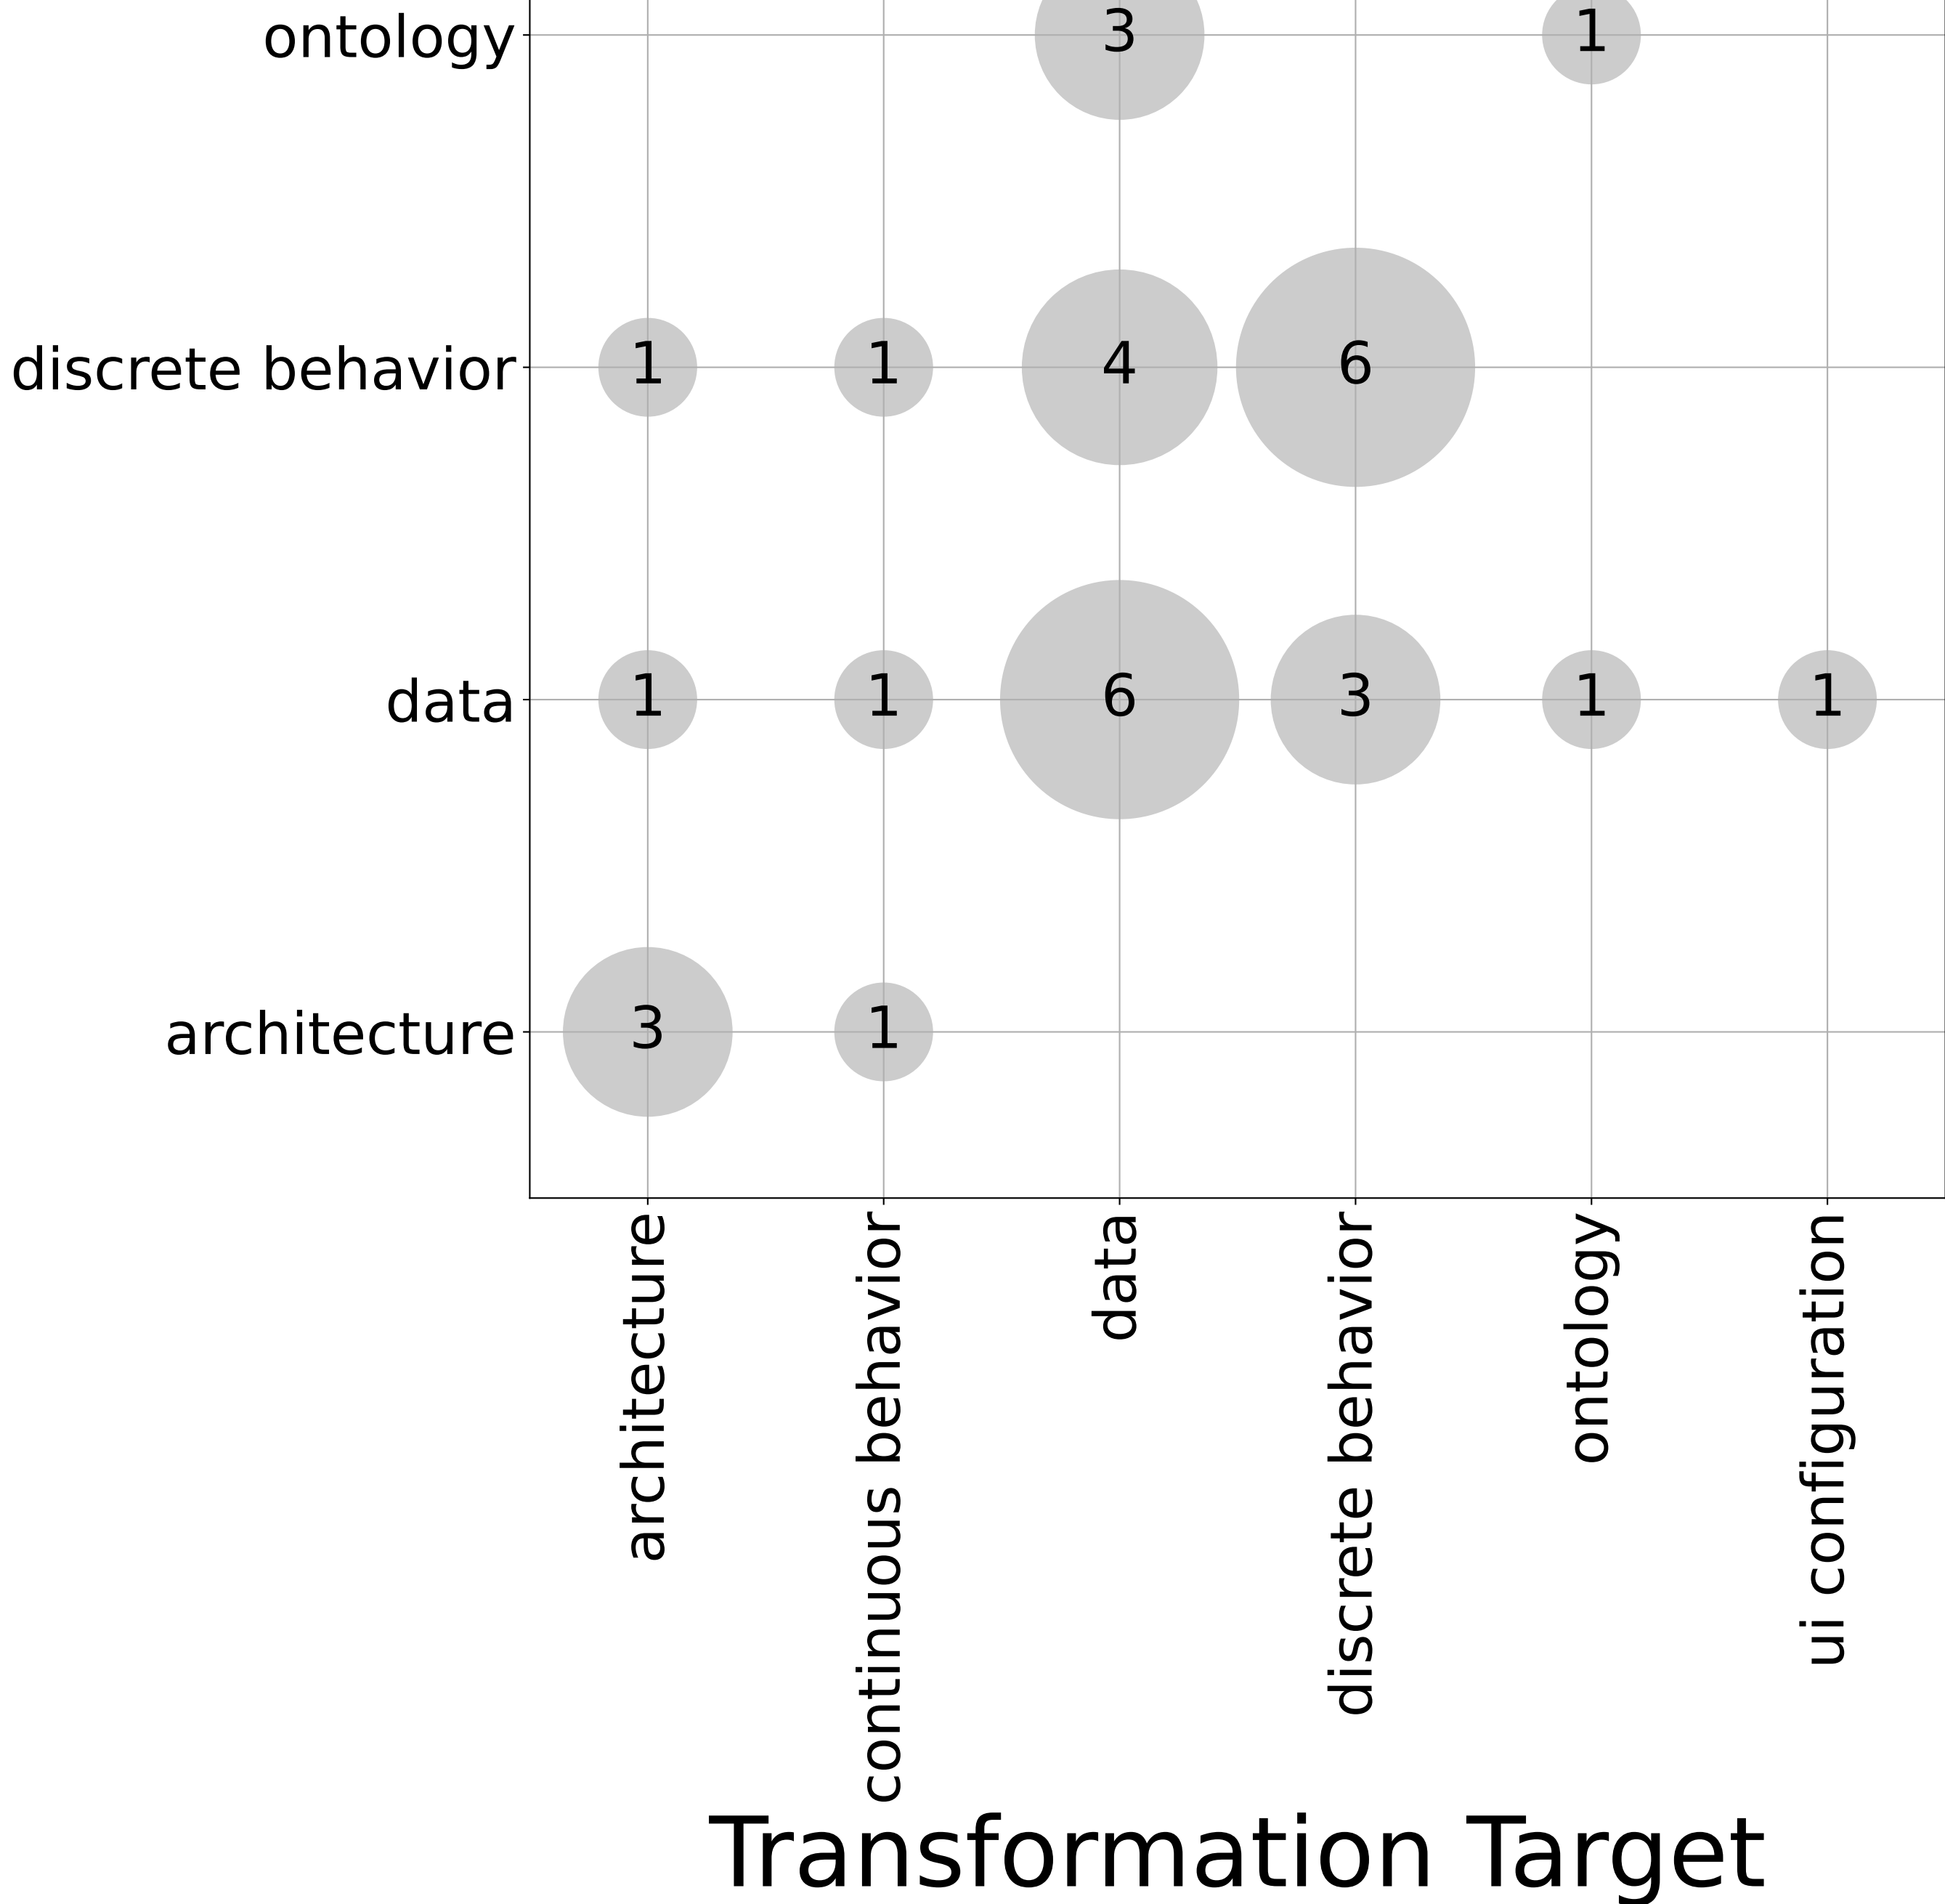 ontology 3 1
discrete behavior 1 1 4 6
data 1 1 6 3 1 1
architecture 3 1
architecture
continuous behavior
data
discrete behavior
ontology
ui configuration
Transformation Target